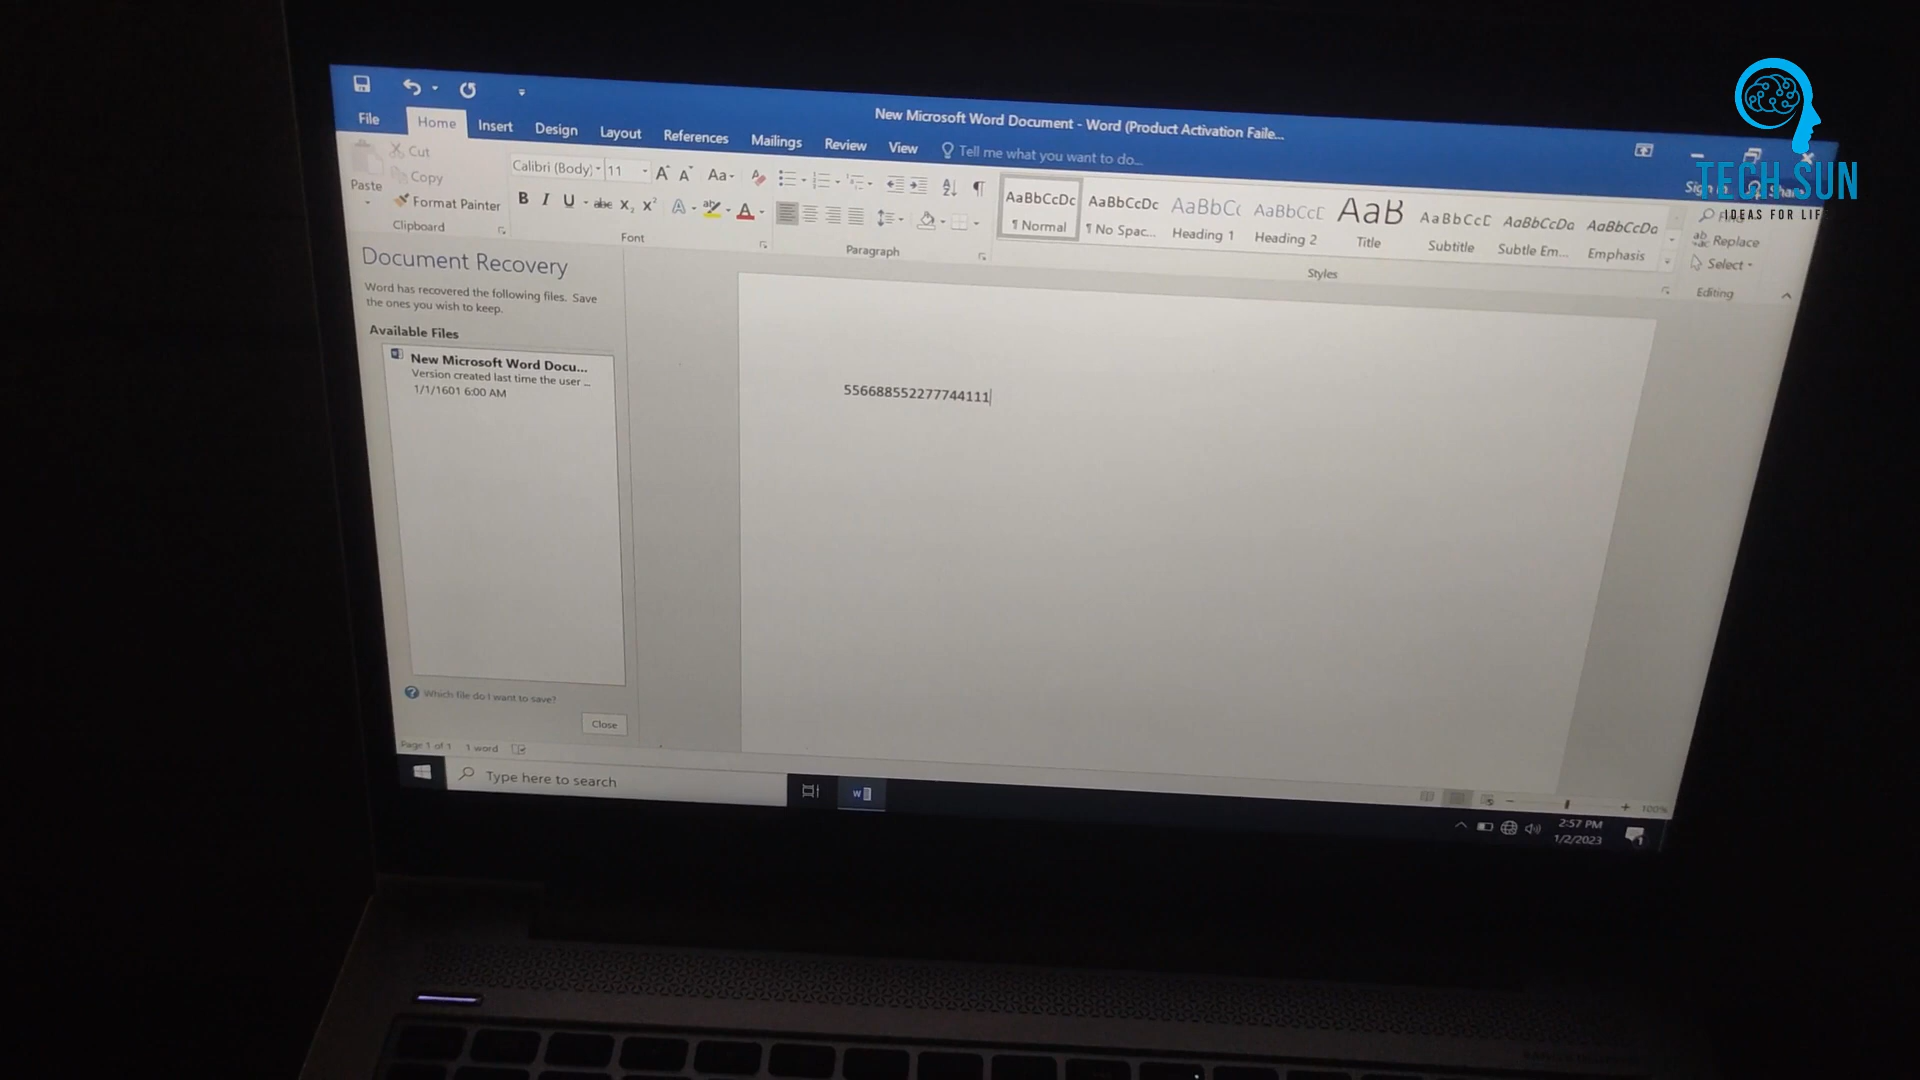 New Microsoft Word Document - Word (Product Activation Faile...
File
Home
Insert
Design
Layout
References
Mailings
Review
View
Tell me what you want to do...
TECH SUN
IDEAS FOR LIF
Paste
Cut
Copy
Format Painter
Clipboard
Calibri (Body)
11
Font
Paragraph
AaBbCcDc
¶ Normal
AaBbCcDc
¶ No Spac...
AaBbC
Heading 1
AaBbCcC
Heading 2
AaB
Title
AaBbCcC
Subtitle
AaBbCcDa
Subtle Em...
AaBbCcDa
Emphasis
Styles
Replace
Select
Editing
Document Recovery
Word has recovered the following files. Save
the ones you wish to keep.
Available Files
New Microsoft Word Docu...
Version created last time the user ...
1/1/1601 6:00 AM
556688552277744111
Which file do I want to save?
Close
Page 1 of 1
1 word
100%
Type here to search
2:57 PM
1/2/2023